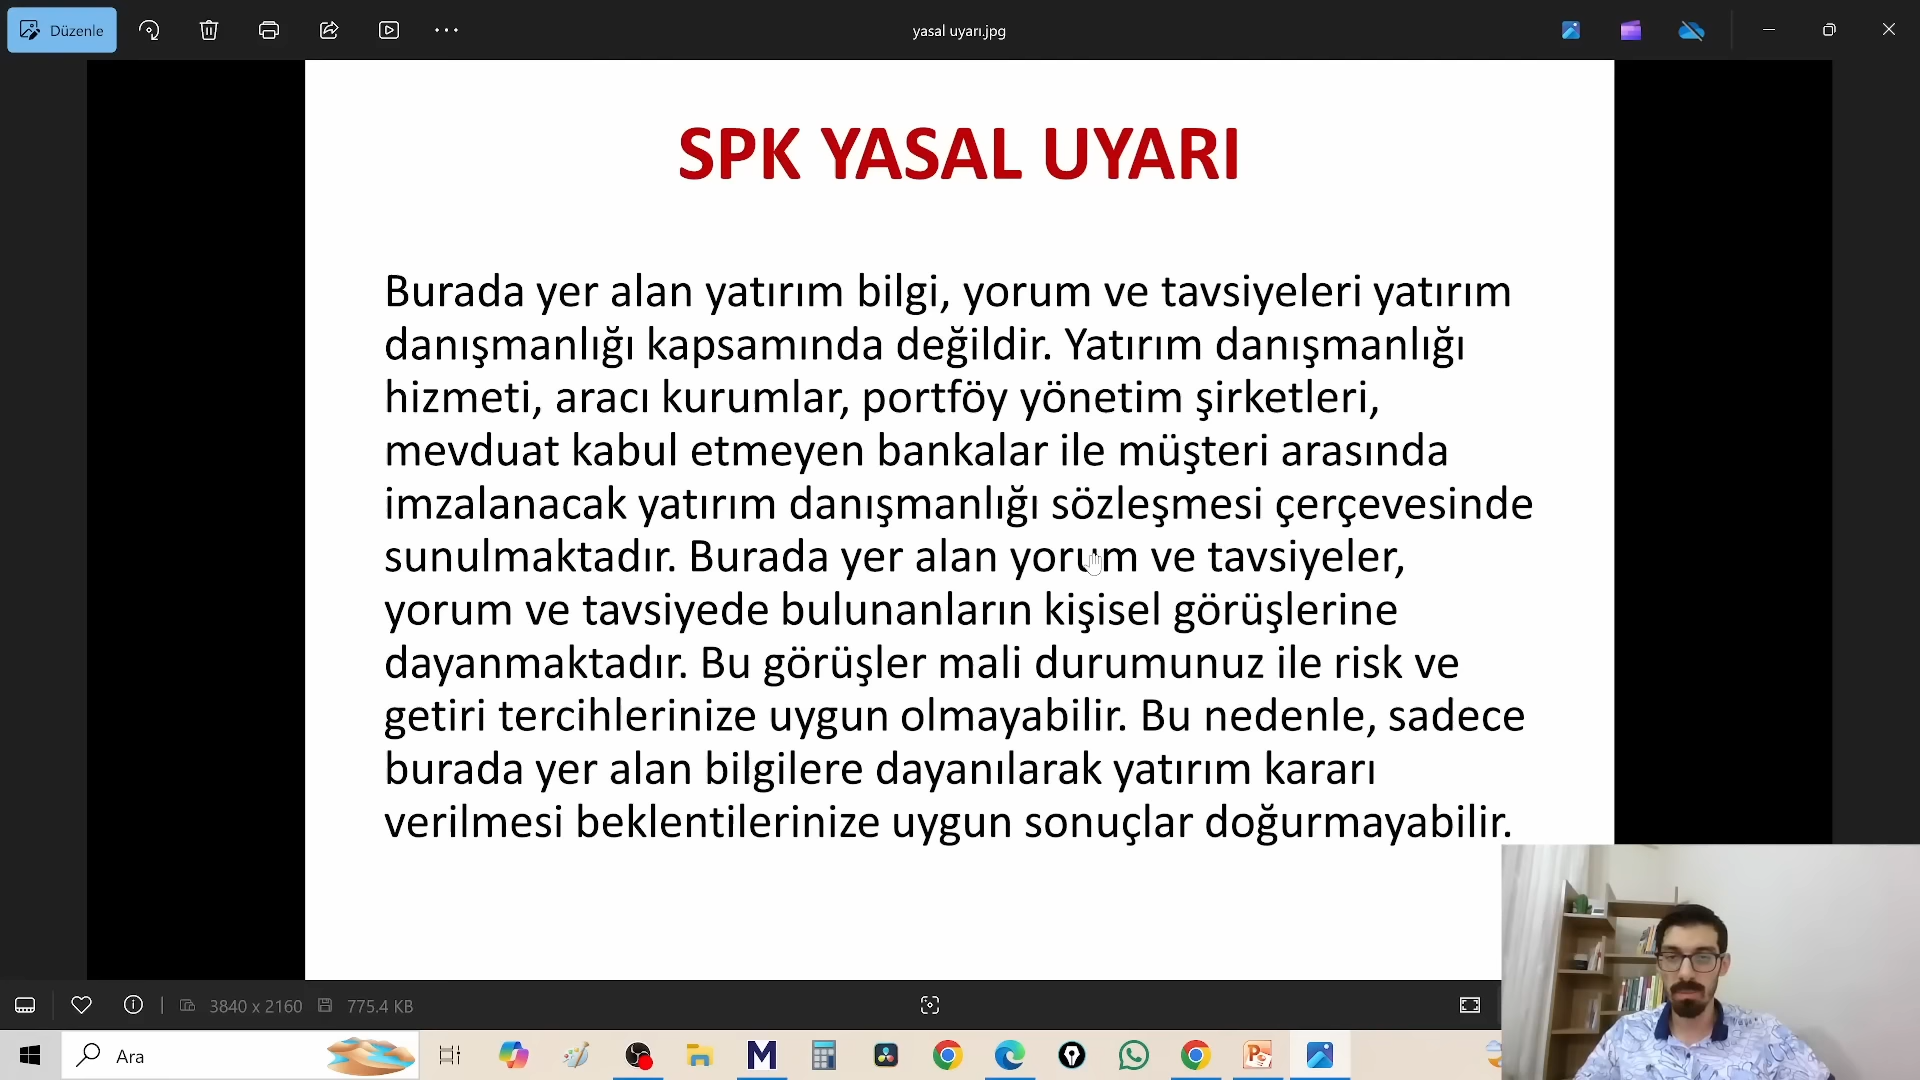 Düzenle
yasal uyarı.jpg
SPK YASAL UYARI
Burada yer alan yatırım bilgi, yorum ve tavsiyeleri yatırım
danışmanlığı kapsamında değildir. Yatırım danışmanlığı
hizmeti, aracı kurumlar, portföy yönetim şirketleri,
mevduat kabul etmeyen bankalar ile müşteri arasında
imzalanacak yatırım danışmanlığı sözleşmesi çerçevesinde
sunulmaktadır. Burada yer alan yorum ve tavsiyeler,
yorum ve tavsiyede bulunanların kişisel görüşlerine
dayanmaktadır. Bu görüşler mali durumunuz ile risk ve
getiri tercihlerinize uygun olmayabilir. Bu nedenle, sadece
burada yer alan bilgilere dayanılarak yatırım kararı
verilmesi beklentilerinize uygun sonuçlar doğurmayabilir.
3840 x 2160
775.4 KB
Ara